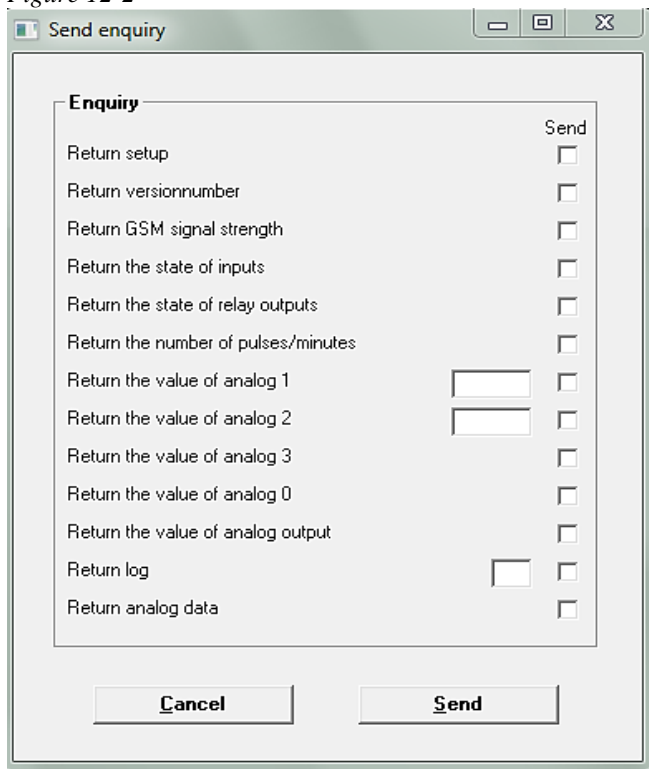 Figure 12-2
Send enquiry
Enquiry
Send
Return setup
Return versionnumber
Return GSM signal strength
Return the state of inputs
Return the state of relay outputs
Return the number of pulses/minutes
Return the value of analog 1
Return the value of analog 2
Return the value of analog 3
Return the value of analog 0
Return the value of analog output
Return log
Return analog data
Cancel Send